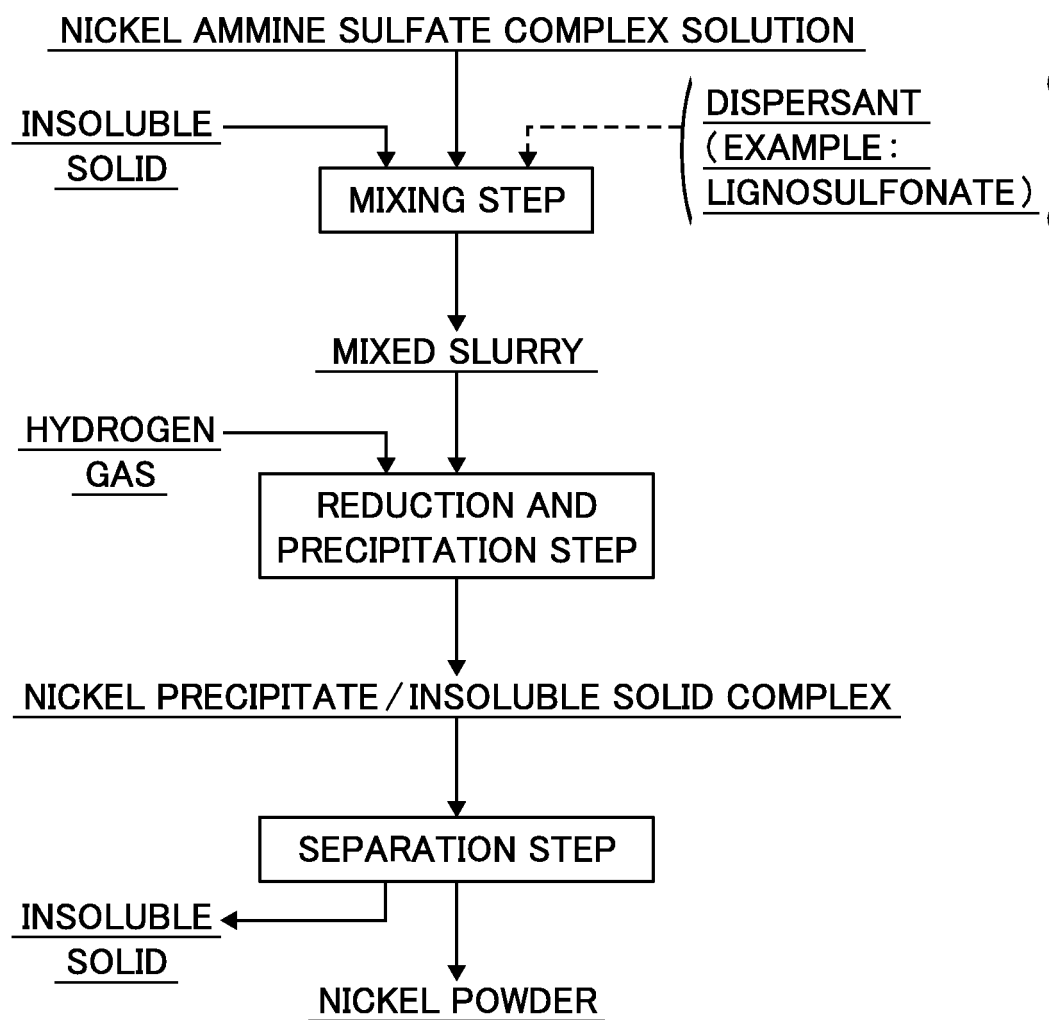 NICKEL AMMINE SULFATE COMPLEX SOLUTION
INSOLUBLE
SOLID
DISPERSANT
(EXAMPLE:
LIGNOSULFONATE)
MIXING STEP
MIXED SLURRY
HYDROGEN
GAS
REDUCTION AND
PRECIPITATION STEP
NICKEL PRECIPITATE/INSOLUBLE SOLID COMPLEX
SEPARATION STEP
INSOLUBLE
SOLID
NICKEL POWDER